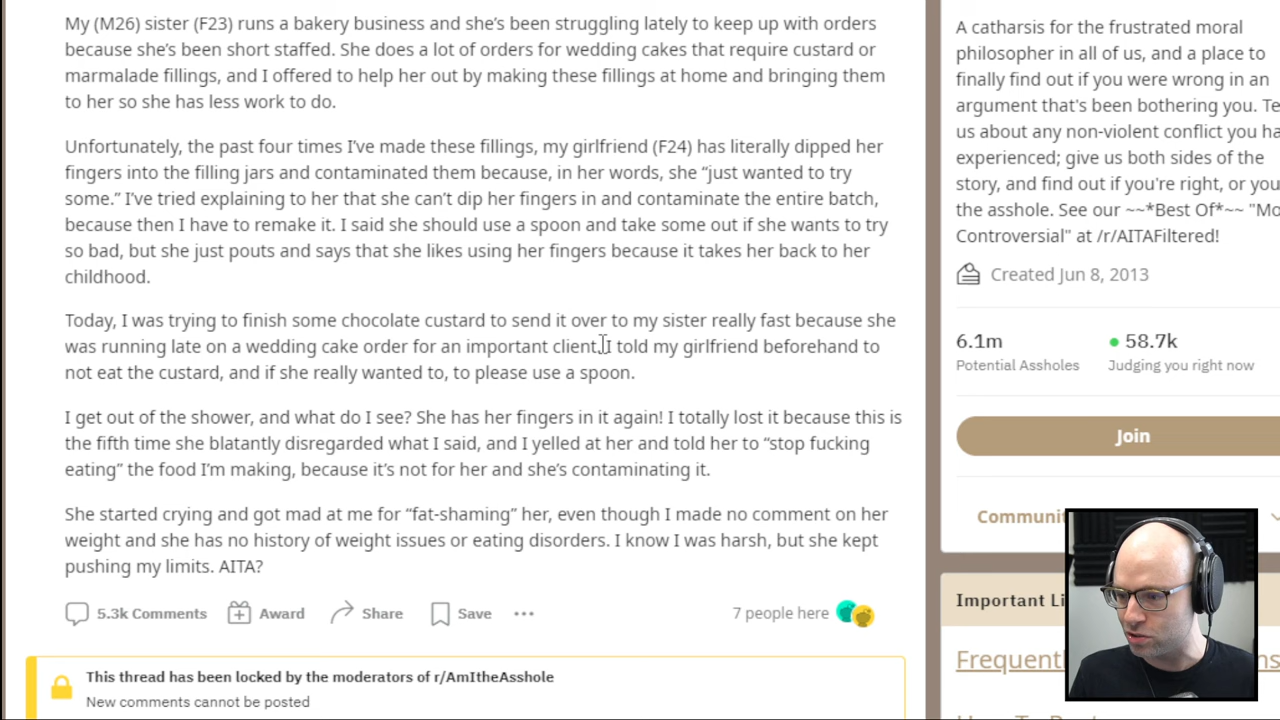 My (M26) sister (F23) runs a bakery business and she’s been struggling lately to keep up with orders
because she’s been short staffed. She does a lot of orders for wedding cakes that require custard or
marmalade fillings, and I offered to help her out by making these fillings at home and bringing them
to her so she has less work to do.
Unfortunately, the past four times I’ve made these fillings, my girlfriend (F24) has literally dipped her
fingers into the filling jars and contaminated them because, in her words, she “just wanted to try
some.” I’ve tried explaining to her that she can’t dip her fingers in and contaminate the entire batch,
because then I have to remake it. I said she should use a spoon and take some out if she wants to try
so bad, but she just pouts and says that she likes using her fingers because it takes her back to her
childhood.
Today, I was trying to finish some chocolate custard to send it over to my sister really fast because she
was running late on a wedding cake order for an important client. I told my girlfriend beforehand to
not eat the custard, and if she really wanted to, to please use a spoon.
I get out of the shower, and what do I see? She has her fingers in it again! I totally lost it because this is
the fifth time she blatantly disregarded what I said, and I yelled at her and told her to “stop fucking
eating” the food I’m making, because it’s not for her and she’s contaminating it.
She started crying and got mad at me for “fat-shaming” her, even though I made no comment on her
weight and she has no history of weight issues or eating disorders. I know I was harsh, but she kept
pushing my limits. AITA?
5.3k Comments Award Share Save ••• 7 people here
This thread has been locked by the moderators of r/AmItheAsshole
New comments cannot be posted
A catharsis for the frustrated moral
philosopher in all of us, and a place to
finally find out if you were wrong in an
argument that's been bothering you. Te
us about any non-violent conflict you ha
experienced; give us both sides of the
story, and find out if you're right, or you
the asshole. See our ~~*Best Of*~~ "Mo
Controversial" at /r/AITAFiltered!
Created Jun 8, 2013
6.1m 58.7k
Potential Assholes Judging you right now
Join
Communi
Important Li
Frequent